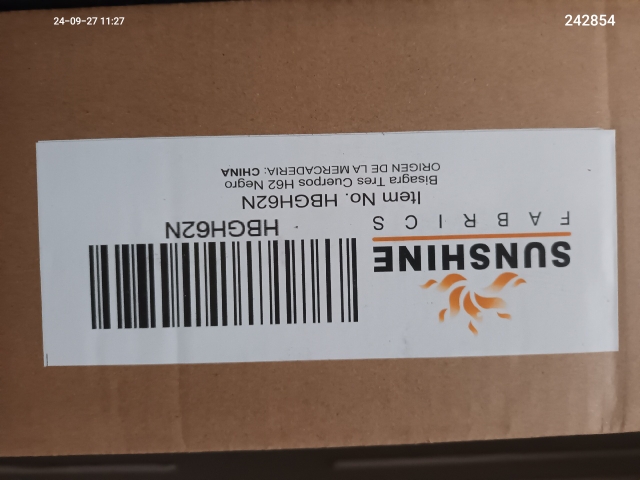 24-09-27 11:27
242854
SUNSHINE
FABRICS
HBGH62N
Item No. HBGH62N
Bisagra Tres Cuerpos H62 Negro
ORIGEN DE LA MERCADERIA: CHINA